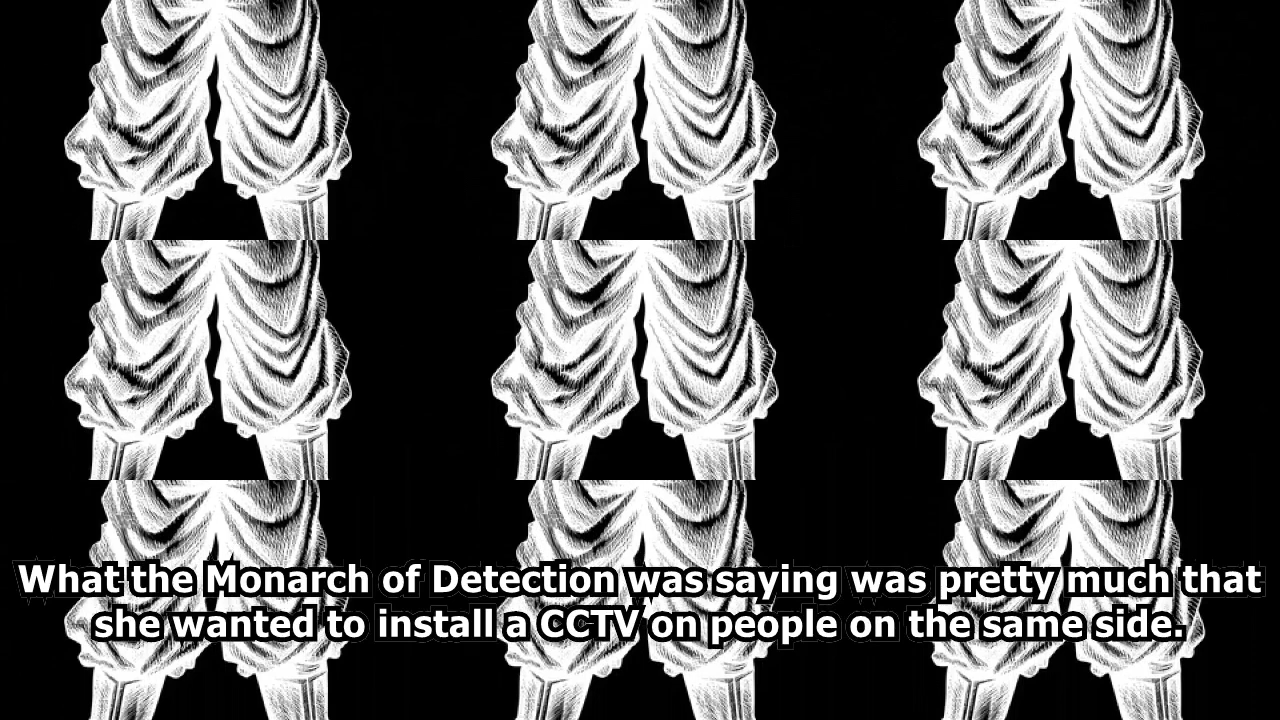 What the Monarch of Detection was saying was pretty much that
she wanted to install a CCTV on people on the same side.